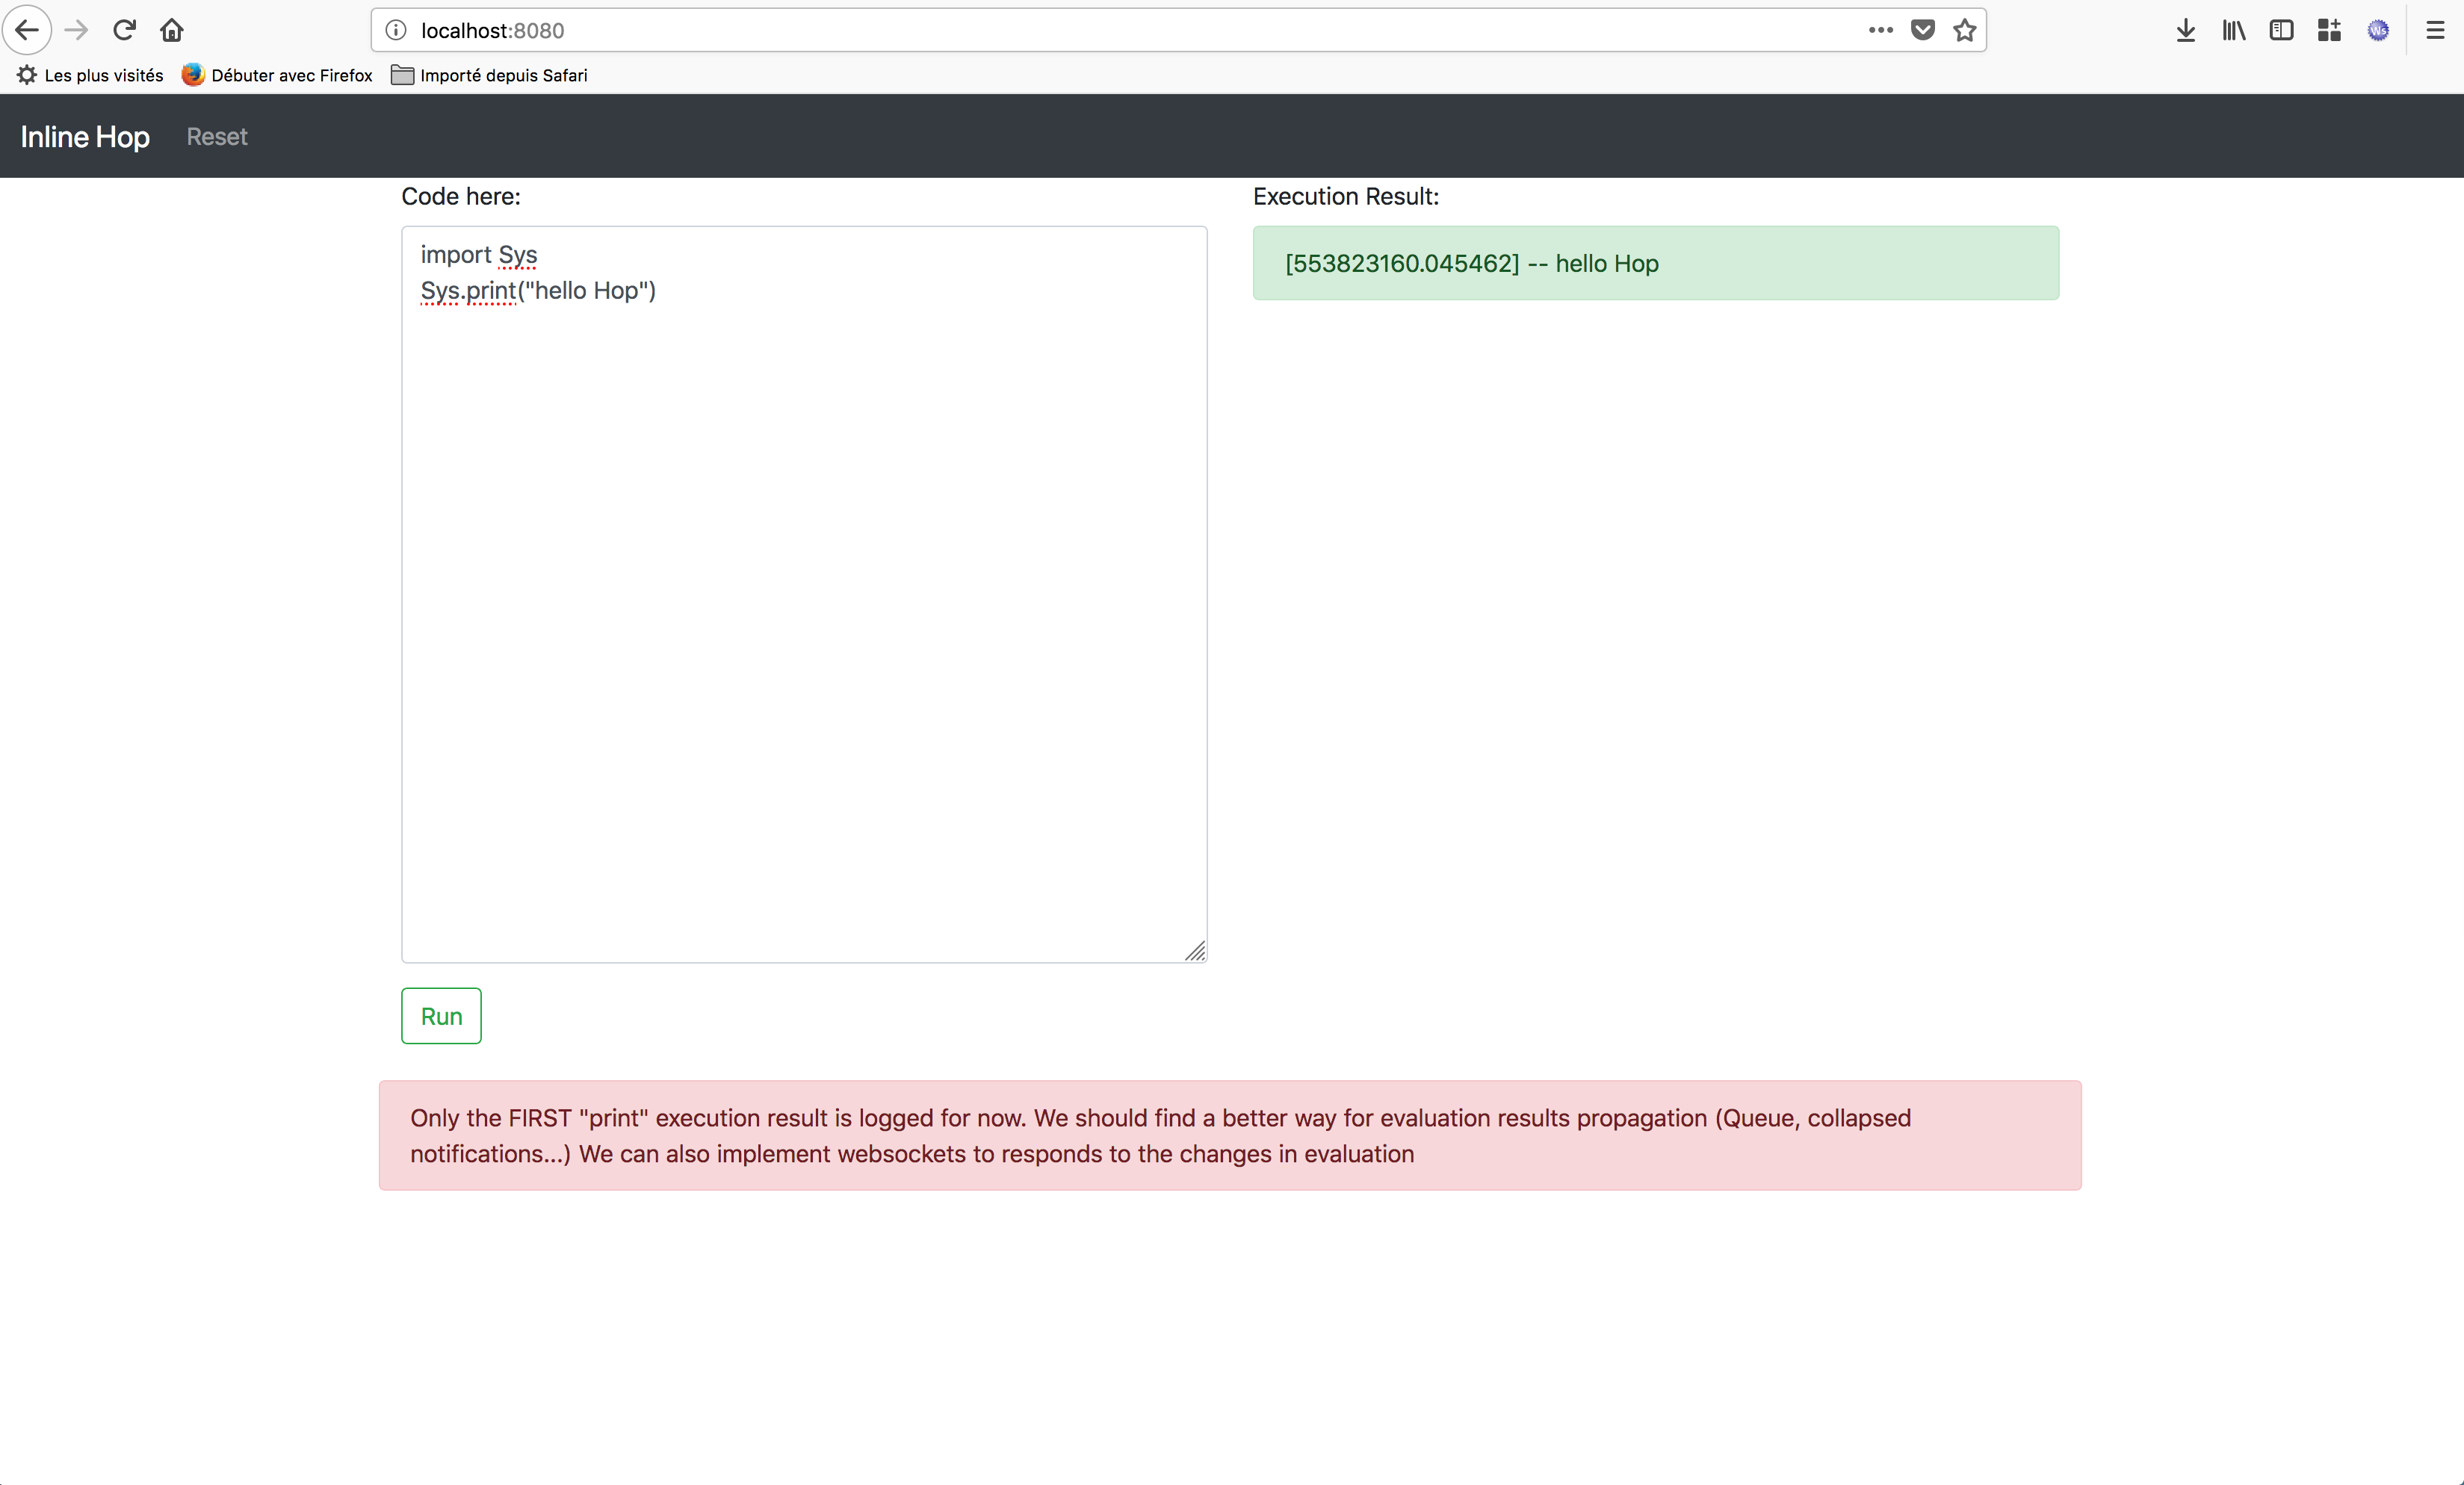 localhost:8080
Les plus visités Débuter avec Firefox Importé depuis Safari
Inline Hop Reset
Code here:
import Sys
Sys.print("hello Hop")
Execution Result:
[553823160.045462] -- hello Hop
Run
Only the FIRST "print" execution result is logged for now. We should find a better way for evaluation results propagation (Queue, collapsed
notifications...) We can also implement websockets to responds to the changes in evaluation